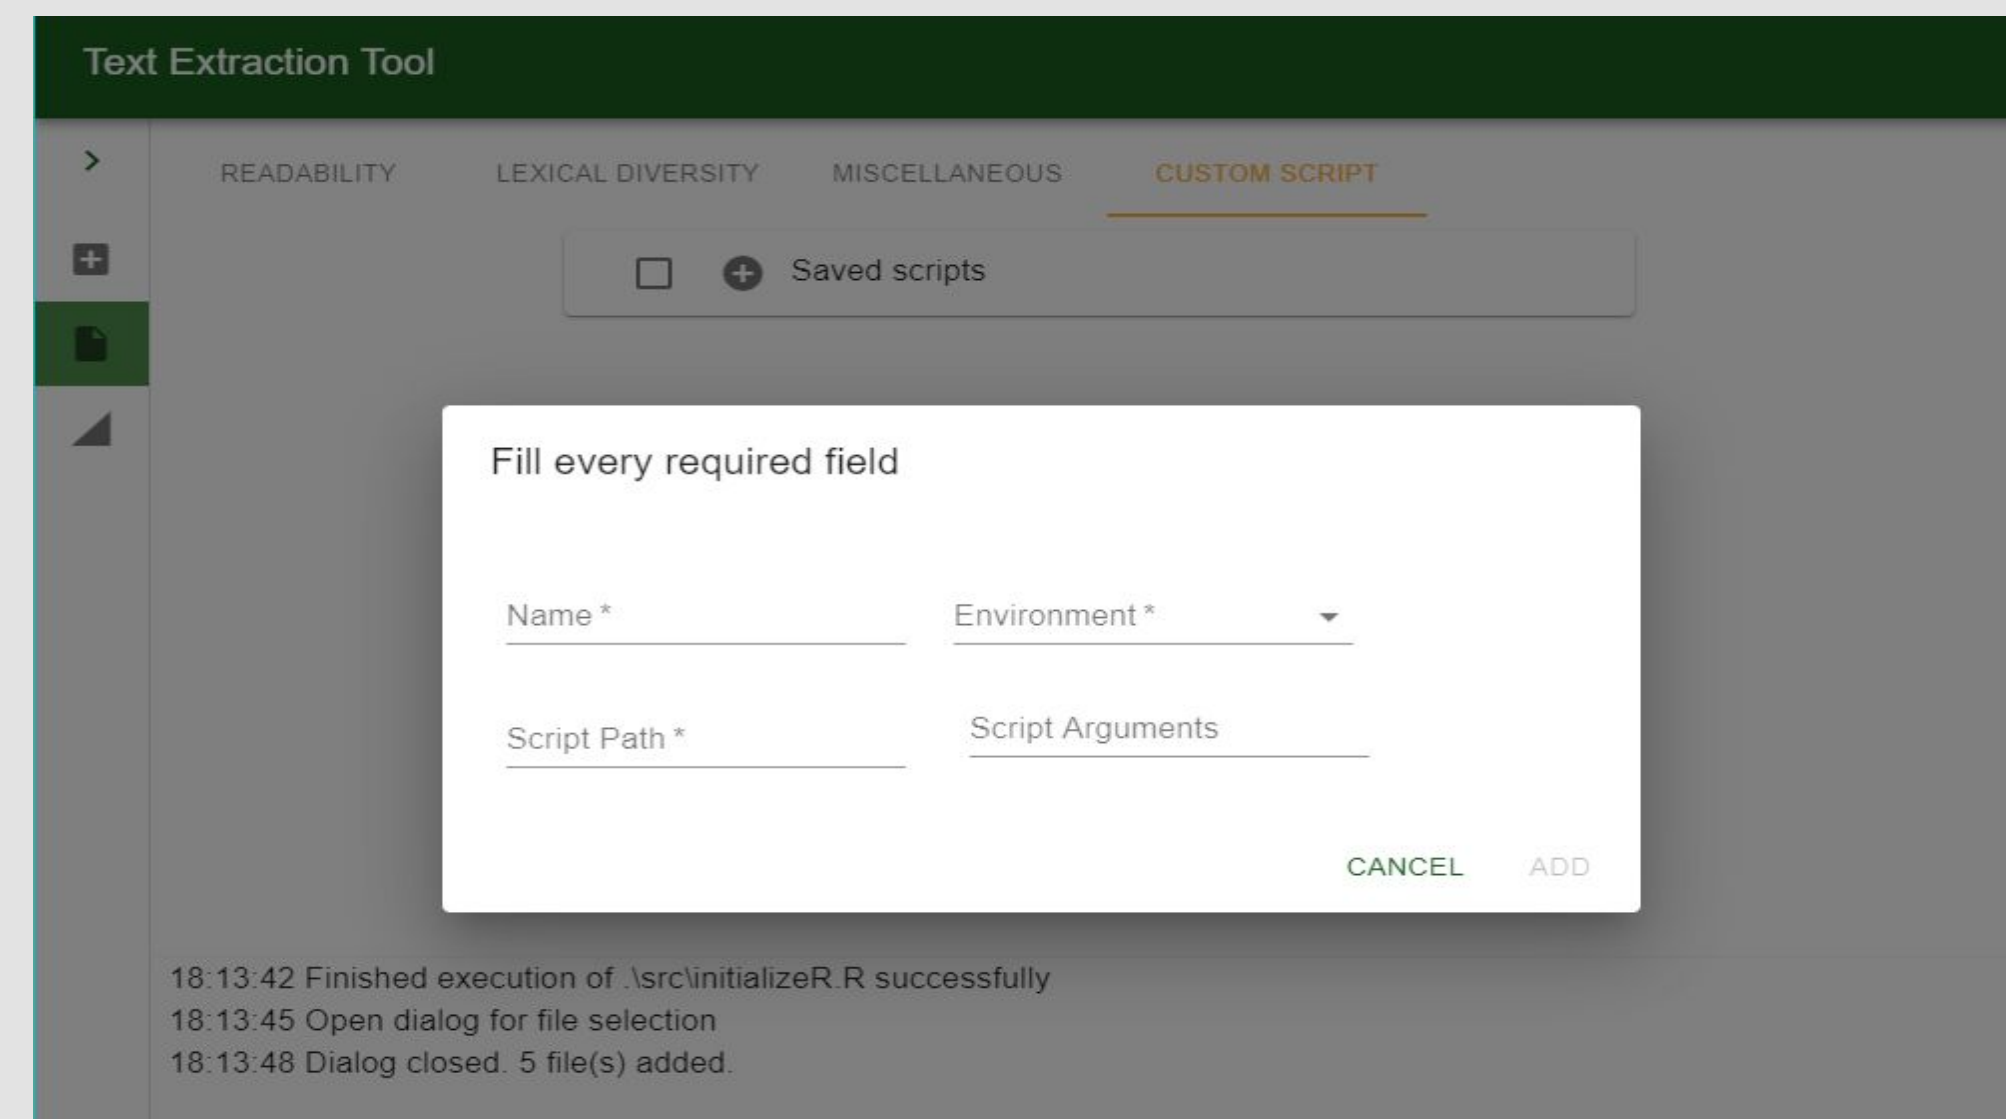 Text Extraction Tool
READABILITY LEXICAL DIVERSITY MISCELLANEOUS CUSTOM SCRIPT
Saved scripts
Fill every required field
Name * Environment *
Script Path * Script Arguments
CANCEL ADD
18:13:42 Finished execution of .\src\initializeR.R successfully
18:13:45 Open dialog for file selection
18:13:48 Dialog closed. 5 file(s) added.